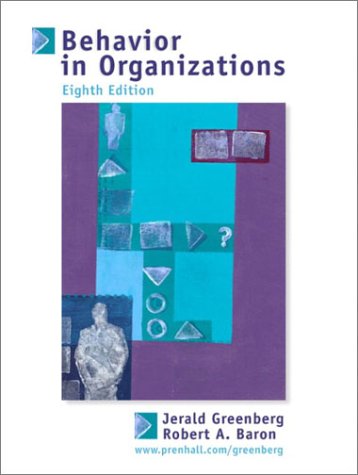 Behavior
in Organizations
Eighth Edition
?
Jerald Greenberg
Robert A. Baron
www.prenhall.com/greenberg